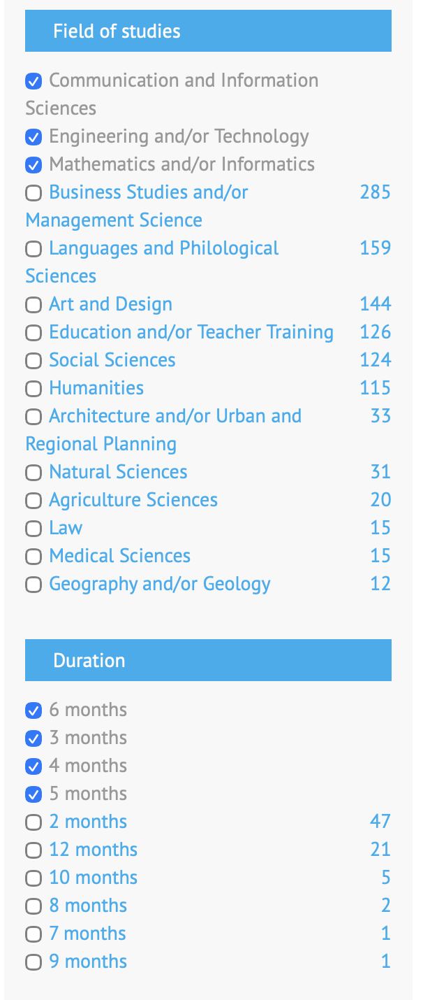 Field of studies
Communication and Information
Sciences
Engineering and/or Technology
Mathematics and/or Informatics
Business Studies and/or 285
Management Science
Languages and Philological 159
Sciences
Art and Design 144
Education and/or Teacher Training 126
Social Sciences 124
Humanities 115
Architecture and/or Urban and 33
Regional Planning
Natural Sciences 31
Agriculture Sciences 20
Law 15
Medical Sciences 15
Geography and/or Geology 12
Duration
6 months
3 months
4 months
5 months
2 months 47
12 months 21
10 months 5
8 months 2
7 months 1
9 months 1